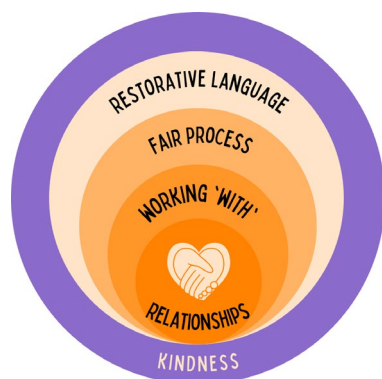 RESTORATIVE LANGUAGE
FAIR PROCESS
WORKING 'WITH'
RELATIONSHIPS
KINDNESS